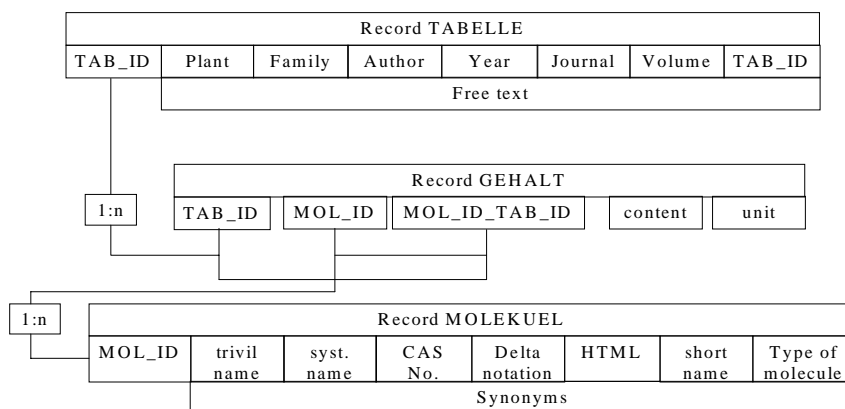 Record TABELLE
TAB_ID Plant Family Author Year Journal Volume TAB_ID
Free text
Record GEHALT
1:n
TAB_ID MOL_ID MOL_ID_TAB_ID content unit
1:n
Record MOLEKUEL
MOL_ID trivil name syst. name CAS No. Delta notation HTML short name Type of molecule
Synonyms